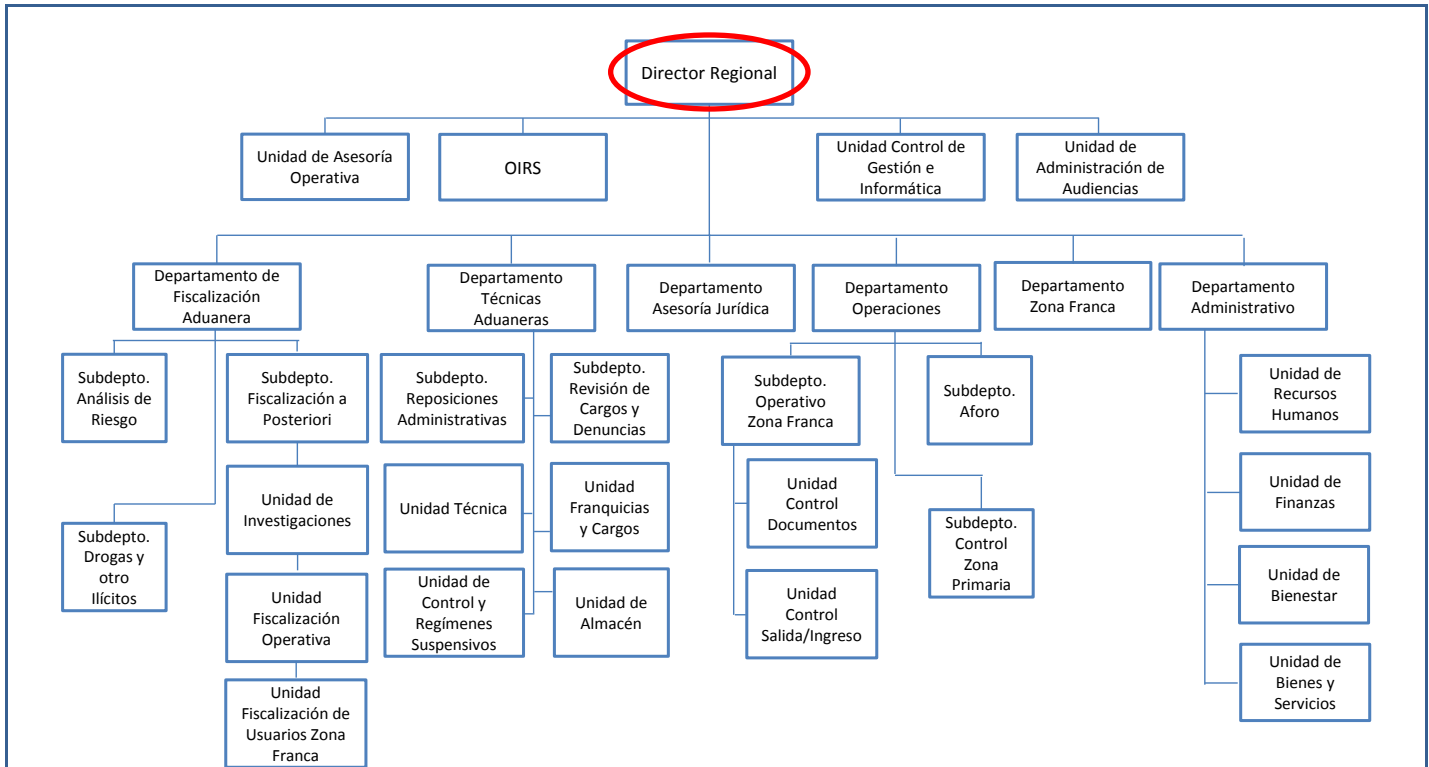 Director Regional
Unidad de Asesoría
Operativa
OIRS
Unidad Control de
Gestión e
Informática
Unidad de
Administración de
Audiencias
Departamento de
Fiscalización
Aduanera
Departamento
Técnicas
Aduaneras
Departamento
Asesoría Jurídica
Departamento
Operaciones
Departamento
Zona Franca
Departamento
Administrativo
Subdepto.
Análisis de
Riesgo
Subdepto.
Fiscalización a
Posteriori
Subdepto.
Reposiciones
Administrativas
Subdepto.
Revisión de
Cargos y
Denuncias
Subdepto.
Operativo
Zona Franca
Subdepto.
Aforo
Unidad de
Recursos
Humanos
Subdepto.
Drogas y
otro
Ilícitos
Unidad de
Investigaciones
Unidad Técnica
Unidad
Franquicias
y Cargos
Unidad
Control
Documentos
Subdepto.
Control
Zona
Primaria
Unidad de
Finanzas
Unidad
Fiscalización
Operativa
Unidad de
Control y
Regímenes
Suspensivos
Unidad de
Almacén
Unidad
Control
Salida/Ingreso
Unidad de
Bienestar
Unidad
Fiscalización de
Usuarios Zona
Franca
Unidad de
Bienes y
Servicios